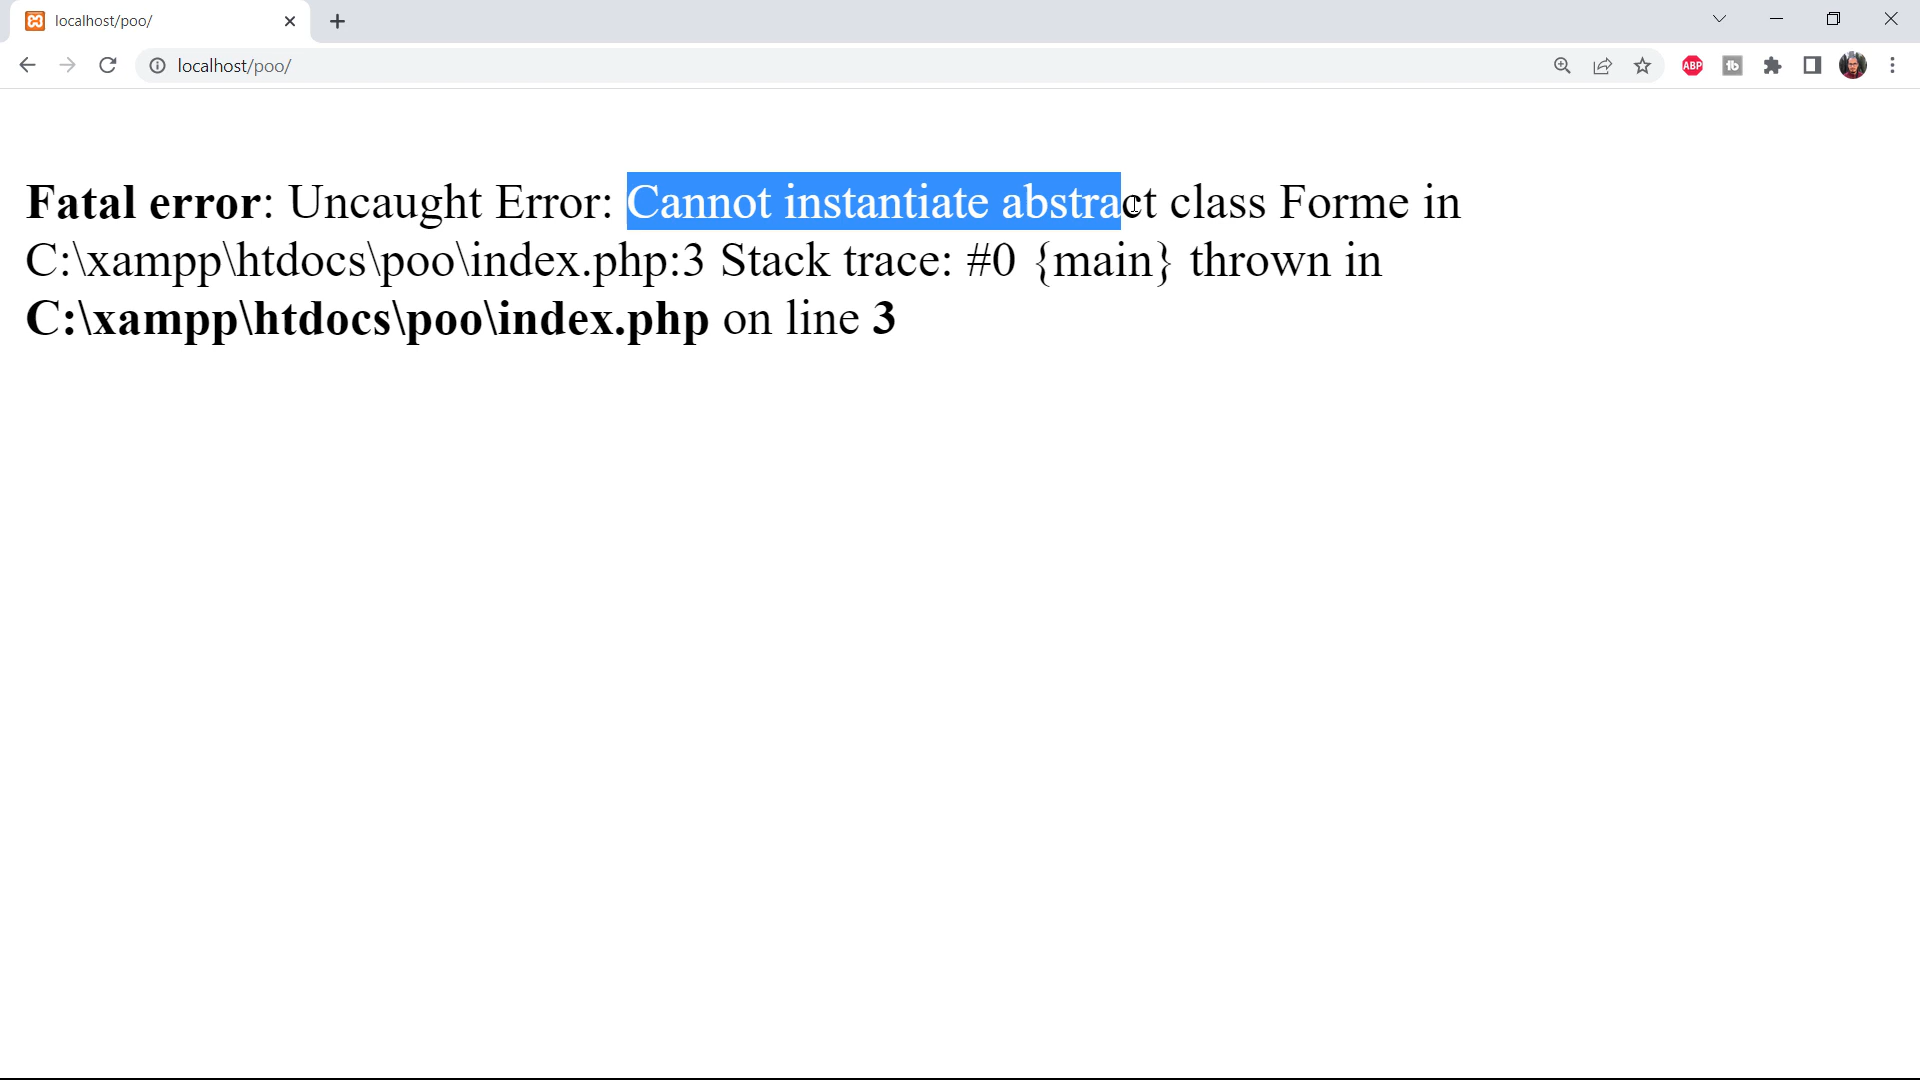 localhost/poo/
localhost/poo/
ABP
Fatal error: Uncaught Error: Cannot instantiate abstract class Forme in
C:\xampp\htdocs\poo\index.php:3 Stack trace: #0 {main} thrown in
C:\xampp\htdocs\poo\index.php on line 3